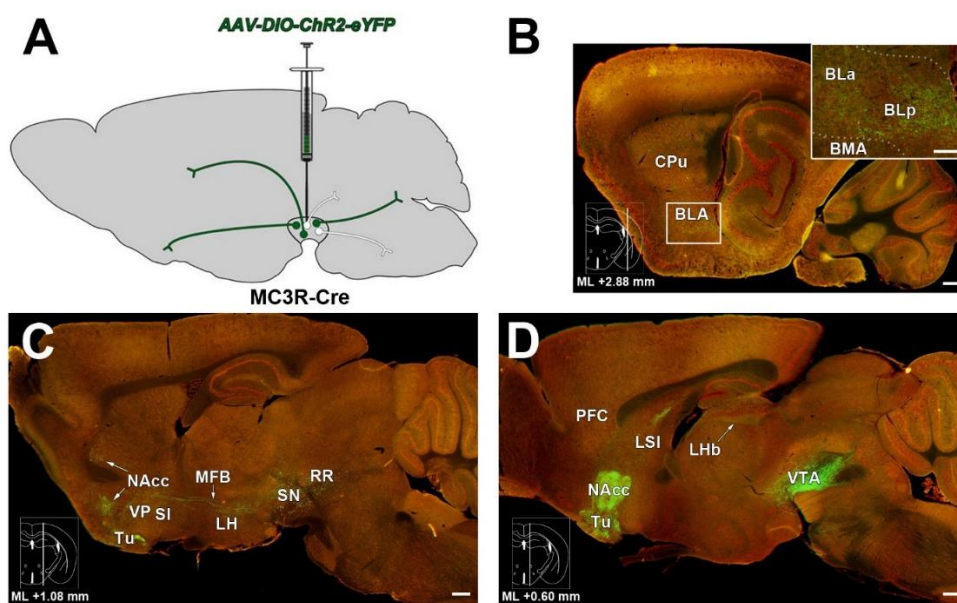 A
AAV-DIO-ChR2-eYFP
MC3R-Cre
B
BLa
BLp
BMA
CPu
BLA
ML +2.88 mm
C
NAcc
MFB
RR
SN
VP SI
LH
Tu
ML +1.08 mm
D
PFC
LSI
LHb
VTA
NAcc
Tu
ML +0.60 mm